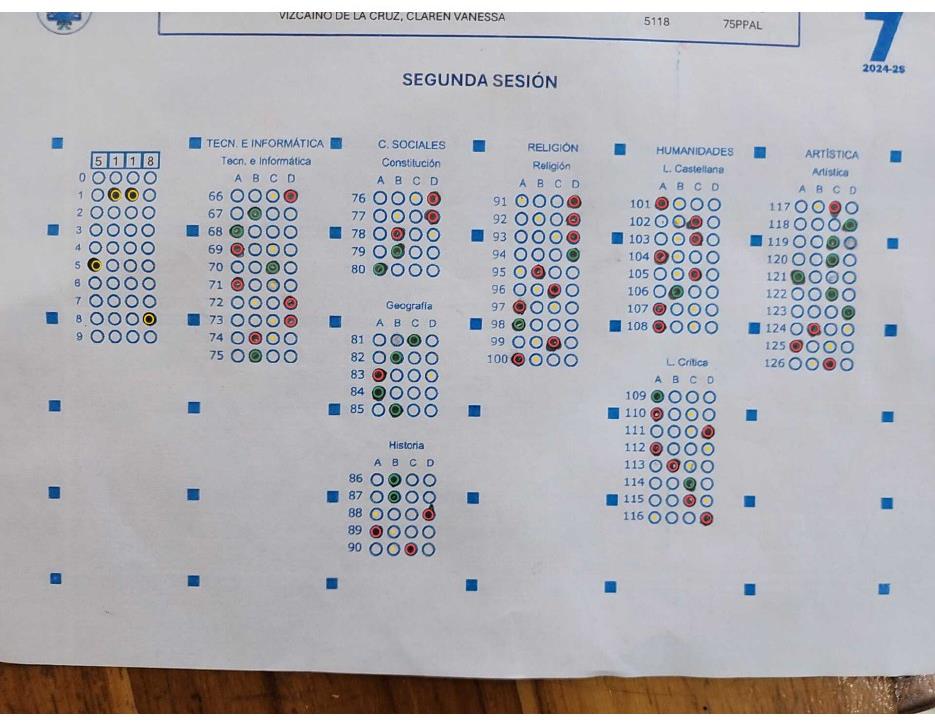 VIZCAINO DE LA CRUZ, CLAREN VANESSA
5118
75PPAL
7
2024-25
SEGUNDA SESIÓN
5 1 1 8
0
1
2
3
4
5
6
7
8
9
TECN. E INFORMÁTICA
Tecn. e Informática
A B C D
66
67
68
69
70
71
72
73
74
75
C. SOCIALES
Constitución
A B C D
76
77
78
79
80
Geografía
A B C D
81
82
83
84
85
Historia
A B C D
86
87
88
89
90
RELIGIÓN
Religión
A B C D
91
92
93
94
95
96
97
98
99
100
HUMANIDADES
L. Castellana
A B C D
101
102
103
104
105
106
107
108
L. Crítica
A B C D
109
110
111
112
113
114
115
116
ARTÍSTICA
Artística
A B C D
117
118
119
120
121
122
123
124
125
126